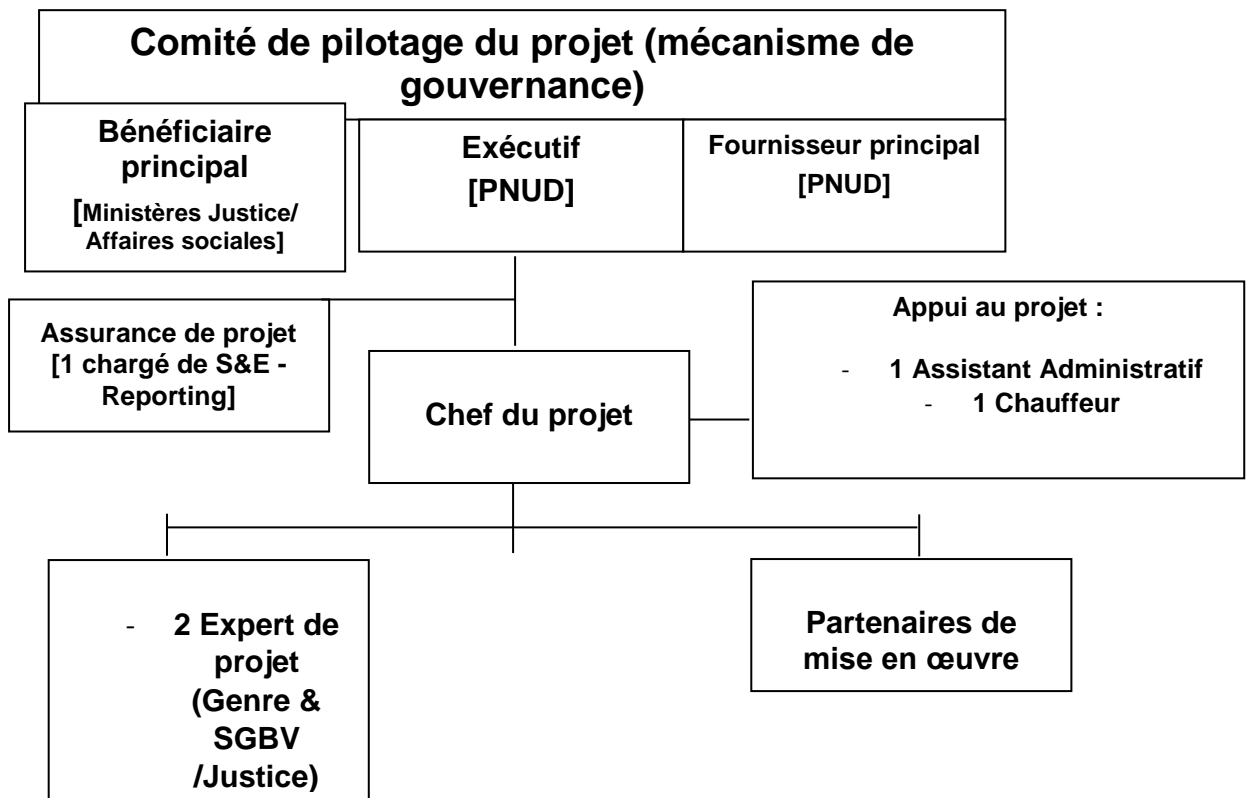 Comité de pilotage du projet (mécanisme de
gouvernance)
Bénéficiaire
principal
[Ministères Justice/
Affaires sociales]
Exécutif
[PNUD]
Fournisseur principal
[PNUD]
Assurance de projet
[1 chargé de S&E -
Reporting]
Chef du projet
Appui au projet :
- 1 Assistant Administratif
- 1 Chauffeur
- 2 Expert de
projet
(Genre &
SGBV
/Justice)
Partenaires de
mise en œuvre